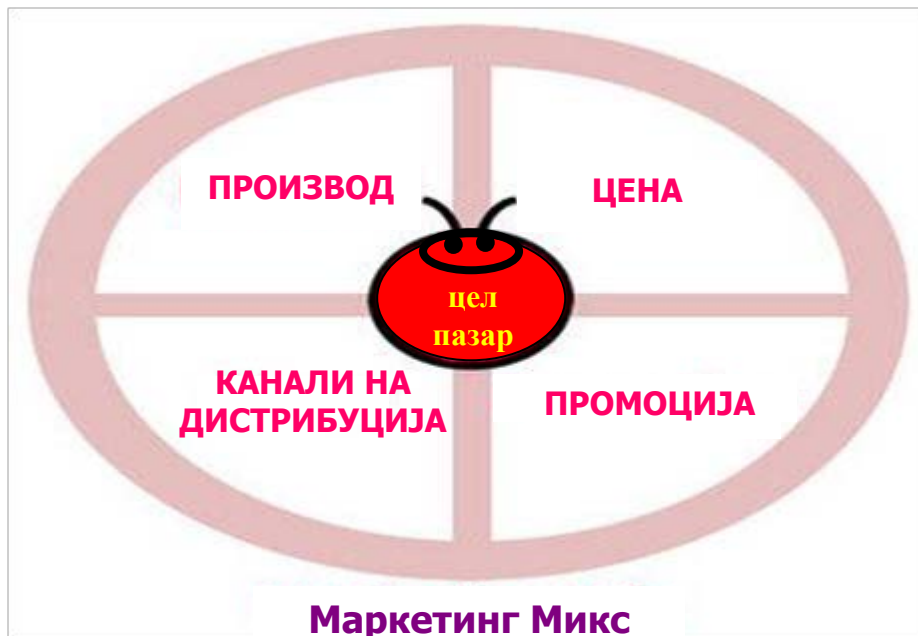 ПРОИЗВОД
ЦЕНА
цел
пазар
КАНАЛИ НА
ДИСТРИБУЦИЈА
ПРОМОЦИЈА
Маркетинг Микс